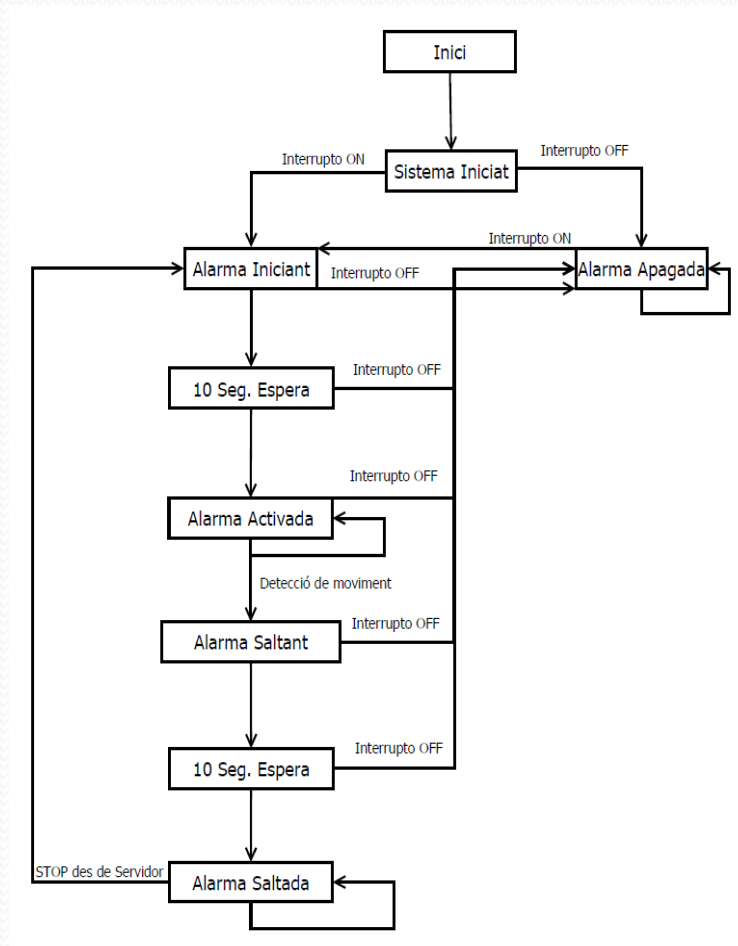 Inici
Interrupto ON
Interrupto OFF
Sistema Iniciat
Interrupto ON
Alarma Iniciant
Interrupto OFF
Alarma Apagada
Interrupto OFF
10 Seg. Espera
Interrupto OFF
Alarma Activada
Detecció de moviment
Interrupto OFF
Alarma Saltant
Interrupto OFF
10 Seg. Espera
STOP des de Servidor
Alarma Saltada